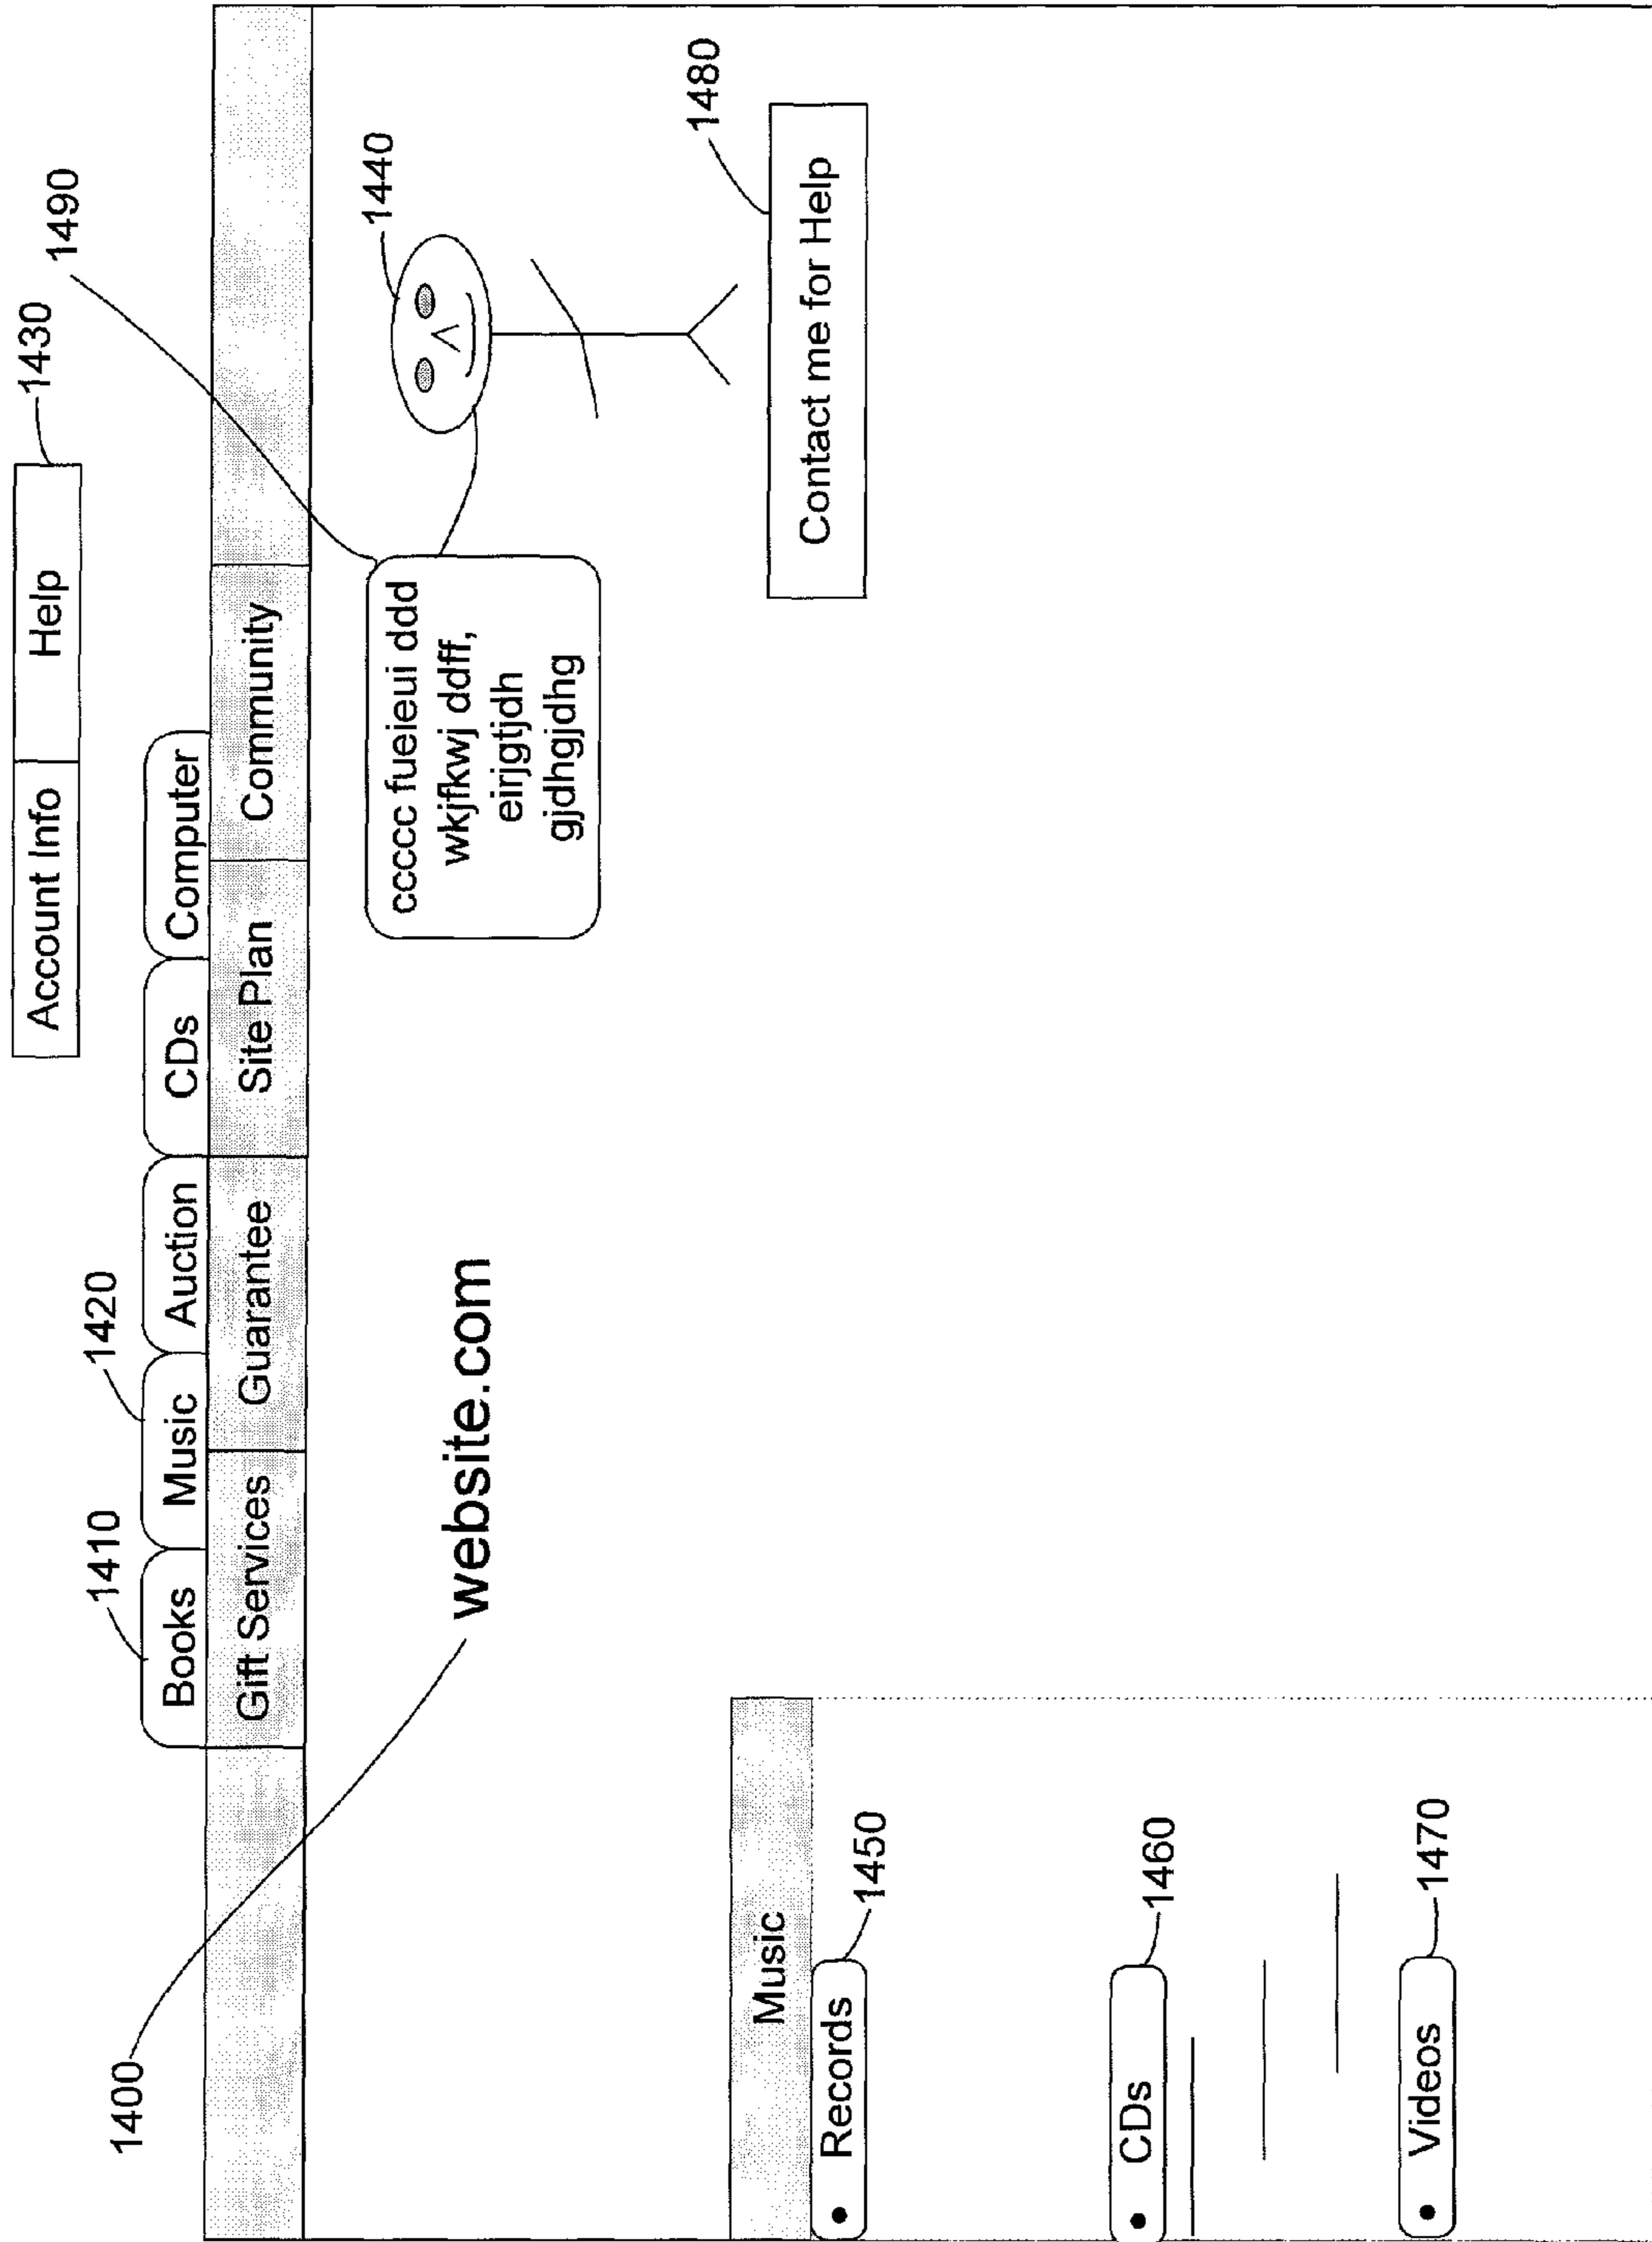 Account Info Help
1430
1490
1410
1420
Books Music Auction CDs Computer
1400
Gift Services Guarantee Site Plan Community
1440
website.com
ccccc fueieui ddd
wkjfkwj ddff,
eirjgtjdh
gjdhgjdhg
1480
Contact me for Help
Music
• Records
1450
• CDs
1460
• Videos
1470